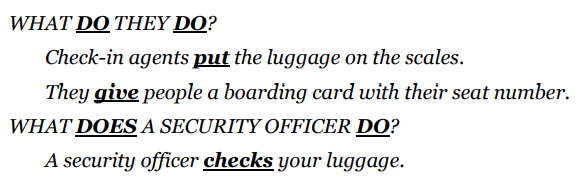 WHAT DO THEY DO?
Check-in agents put the luggage on the scales.
They give people a boarding card with their seat number.
WHAT DOES A SECURITY OFFICER DO?
A security officer checks your luggage.